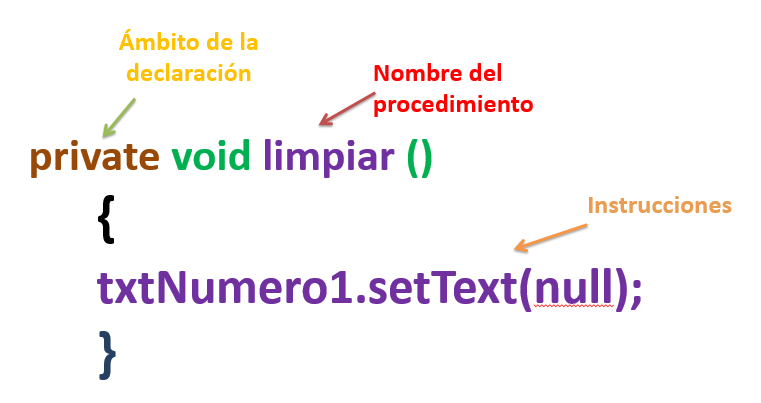 Ámbito de la
declaración
Nombre del
procedimiento
private void limpiar ()
{
Instrucciones
txtNumero1.setText(null);
}